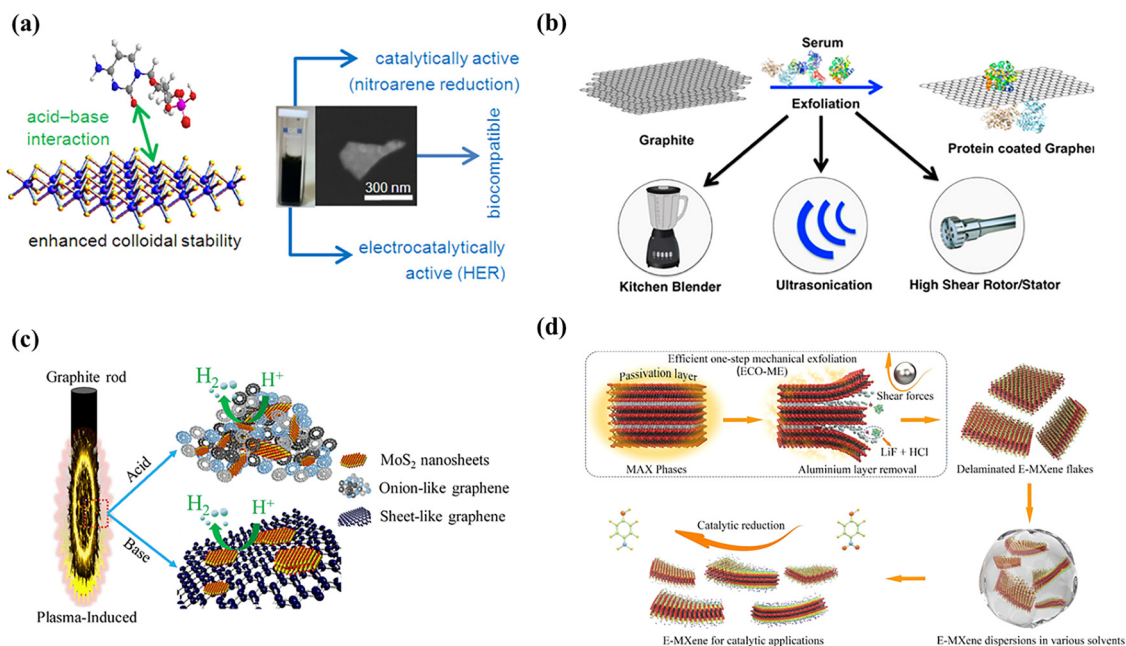 (a)
catalytically active
(nitroarene reduction)
acid–base
interaction
300 nm
biocompatible
enhanced colloidal stability
electrocatalytically
active (HER)
(b)
Serum
Exfoliation
Graphite
Protein coated Grapher
Kitchen Blender
Ultrasonication
High Shear Rotor/Stator
(c)
Graphite rod
H2
H+
Acid
MoS2 nanosheets
Onion-like graphene
Sheet-like graphene
H2
H+
Base
Plasma-Induced
(d)
Efficient one-step mechanical exfoliation
(ECO-ME)
Passivation layer
Shear forces
LiF + HCl
MAX Phases
Aluminium layer removal
Delaminated E-MXene flakes
Catalytic reduction
E-MXene for catalytic applications
E-MXene dispersions in various solvents